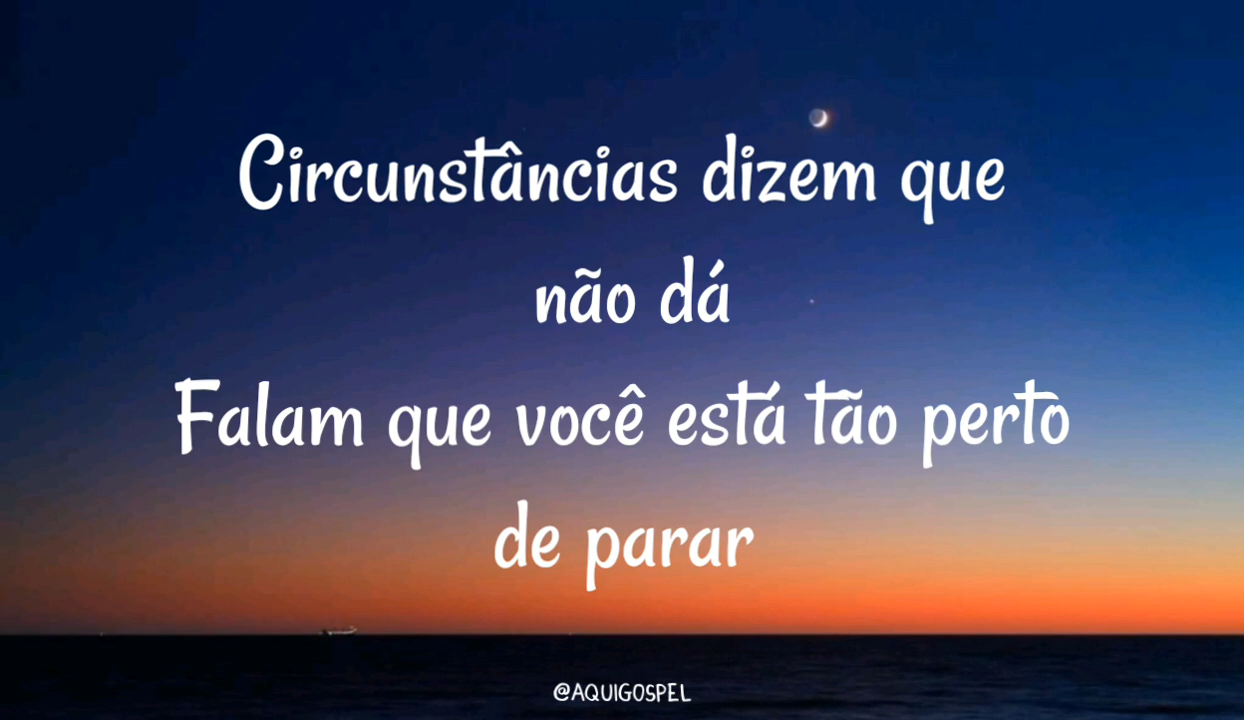 Circunstâncias dizem que
não dá
Falam que você está tão perto
de parar
@AQUIGOSPEL